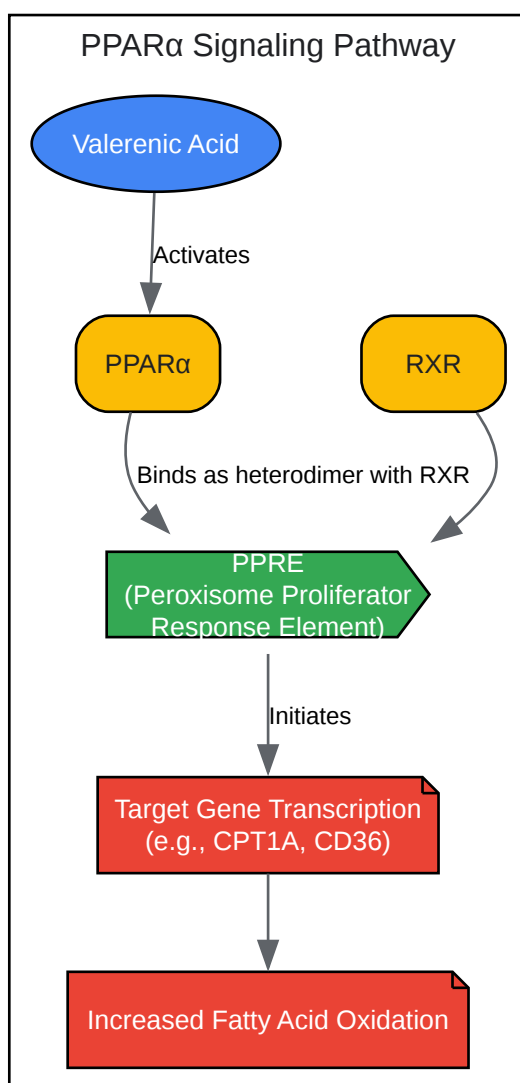 PPARα Signaling Pathway
Valerenic Acid
Activates
PPARα
RXR
Binds as heterodimer with RXR
PPRE
(Peroxisome Proliferator
Response Element)
Initiates
Target Gene Transcription
(e.g., CPT1A, CD36)
Increased Fatty Acid Oxidation